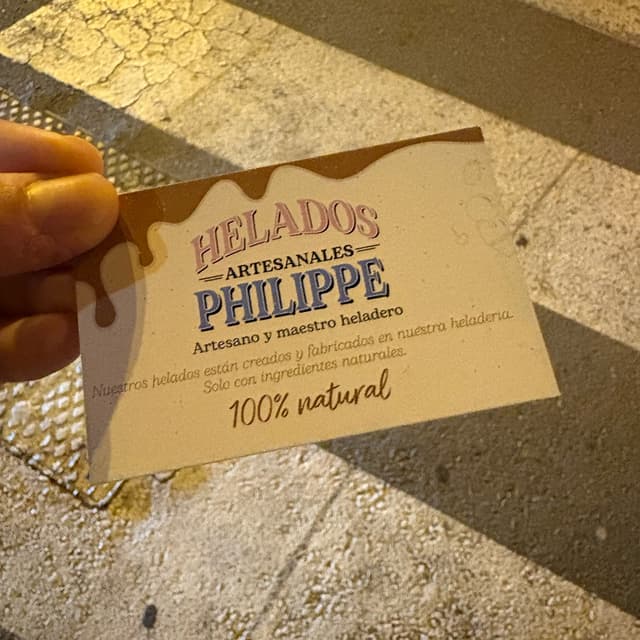 HELADOS
ARTESANALES
PHILIPPE
Artesano y maestro heladero
Nuestros helados están creados y fabricados en nuestra heladeria.
Solo con ingredientes naturales.
100% natural